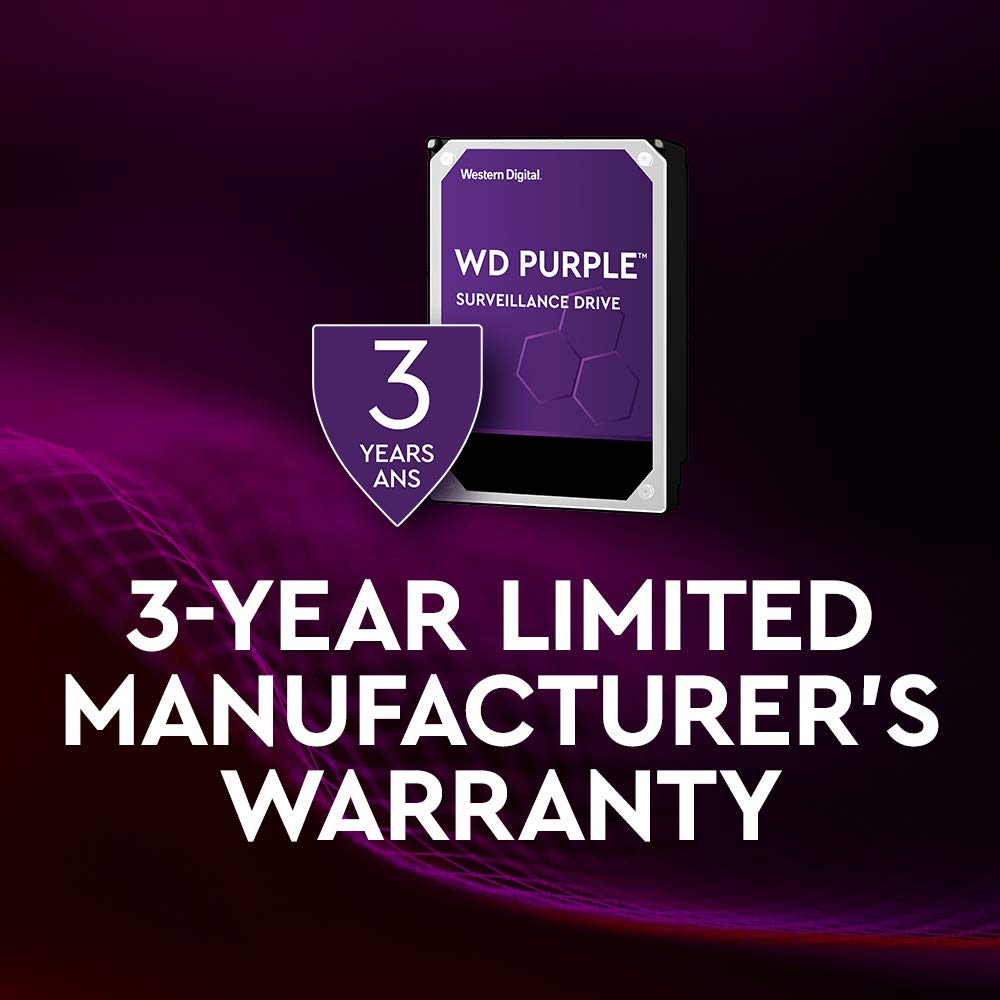 Western Digital.
WD PURPLE™
SURVEILLANCE DRIVE
3
YEARS
ANS
3-YEAR LIMITED
MANUFACTURER'S
WARRANTY